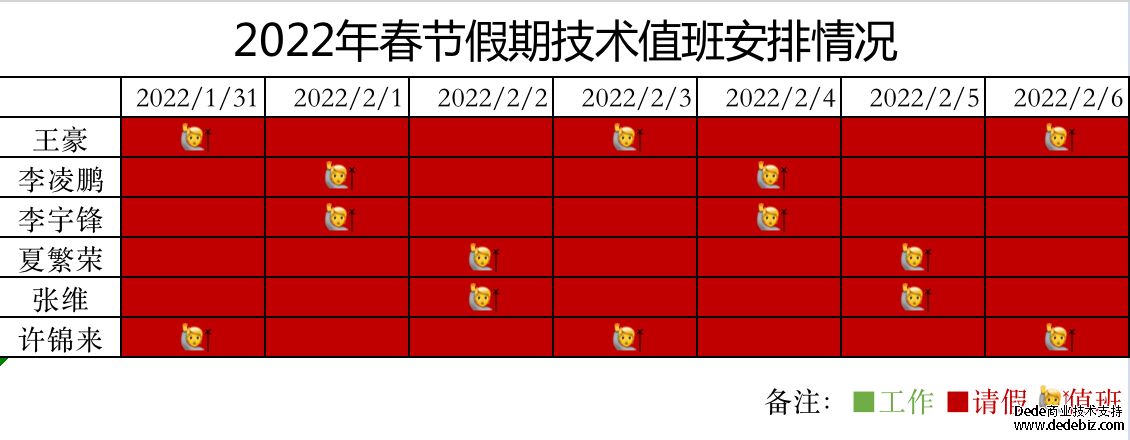 2022年春节假期技术值班安排情况
2022/1/31 2022/2/1 2022/2/2 2022/2/3 2022/2/4 2022/2/5 2022/2/6
王豪
李凌鹏
李宇锋
夏繁荣
张维
许锦来
备注： ■工作 ■请假 🙋值班
Dede商业技术支持
www.dedebiz.com